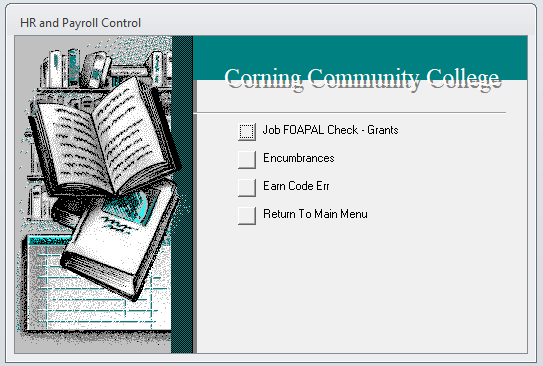 HR and Payroll Control
Corning Community College
Job FOAPAL Check - Grants
Encumbrances
Earn Code Err
Return To Main Menu